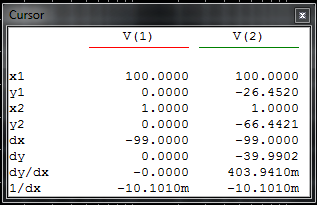 Cursor x
V(1) V(2)
x1 100.0000 100.0000
y1 0.0000 -26.4520
x2 1.0000 1.0000
y2 0.0000 -66.4421
dx -99.0000 -99.0000
dy 0.0000 -39.9902
dy/dx -0.0000 403.9410m
1/dx -10.1010m -10.1010m